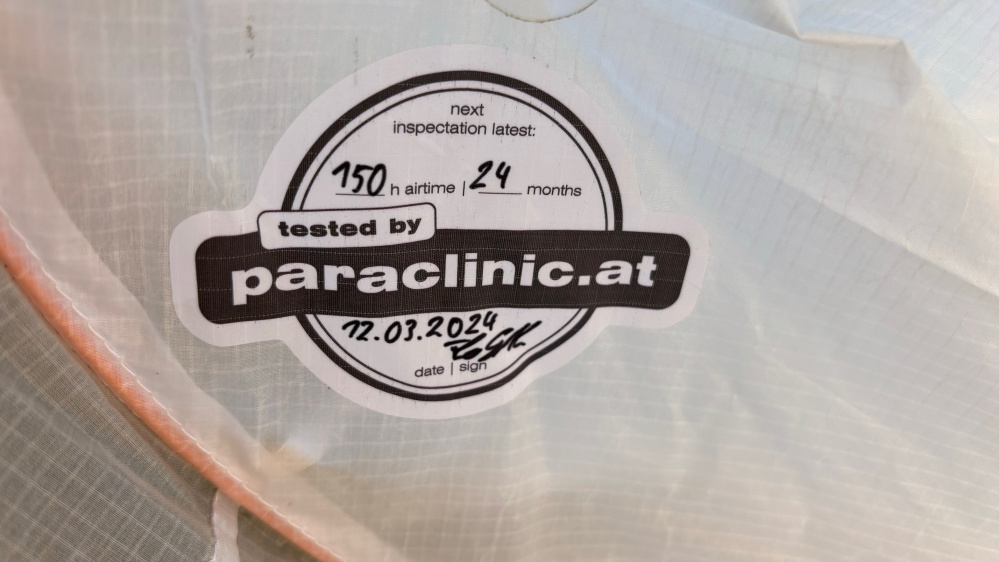 next
inspectation latest:
150 h airtime | 24 months
tested by
paraclinic.at
12.03.2024
date | sign